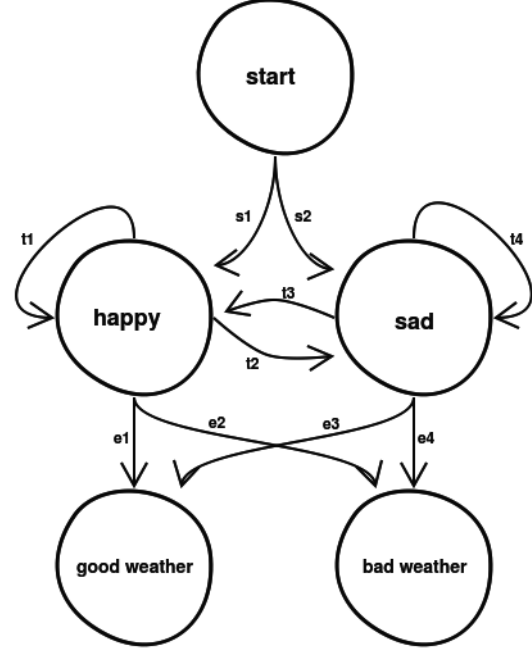 start
s1
s2
t1
t4
t3
happy
sad
t2
e2
e3
e1
e4
good weather
bad weather